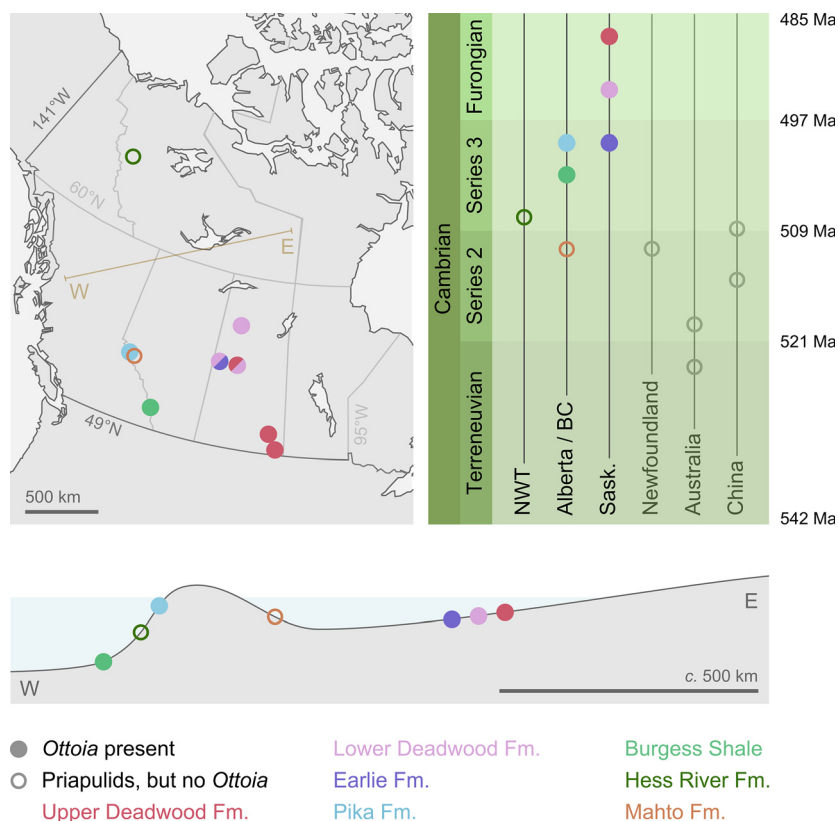 141°W
60°N
E
W
49°N
95°W
500 km
485 Ma
497 Ma
509 Ma
521 Ma
542 Ma
Cambrian
Furongian
Series 3
Series 2
Terreneuvian
NWT
Alberta / BC
Sask.
Newfoundland
Australia
China
W
E
c. 500 km
Ottoia present
Priapulids, but no Ottoia
Upper Deadwood Fm.
Lower Deadwood Fm.
Earlie Fm.
Pika Fm.
Burgess Shale
Hess River Fm.
Mahto Fm.